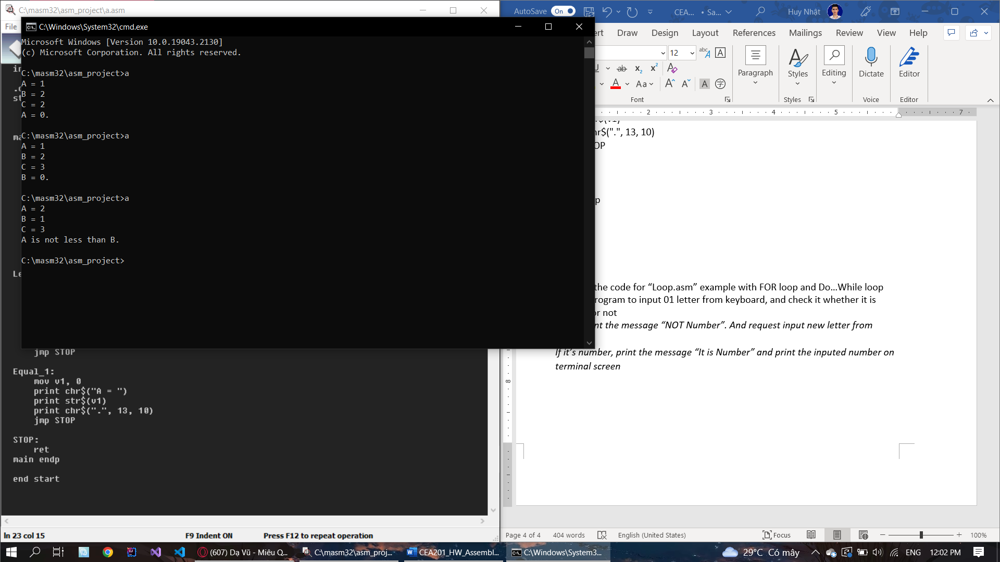 C:\masm32\asm_project\a.asm
File
C:\Windows\System32\cmd.exe
Microsoft Windows [Version 10.0.19043.2130]
(c) Microsoft Corporation. All rights reserved.
C:\masm32\asm_project>a
A = 1
B = 2
C = 2
A = 0.
C:\masm32\asm_project>a
A = 1
B = 2
C = 3
B = 0.
C:\masm32\asm_project>a
A = 2
B = 1
C = 3
A is not less than B.
C:\masm32\asm_project>
jmp STOP
Equal_1:
mov v1, 0
print chr$("A = ")
print str$(v1)
print chr$(".", 13, 10)
jmp STOP
STOP:
ret
main endp
end start
ln 23 col 15 F9 Indent ON Press F12 to repeat operation
AutoSave On CEA... • Sa... Huy Nhật
Draw Design Layout References Mailings Review View Help
12
Paragraph Styles Editing Dictate Editor
Font Styles Voice Editor
2 3 4 5 7
$(".", 13, 10)
OP
the code for “Loop.asm” example with FOR loop and Do…While loop
rogram to input 01 letter from keyboard, and check it whether it is
or not
nt the message “NOT Number”. And request input new letter from
If it’s number, print the message “It is Number” and print the inputed number on
terminal screen
8
Page 4 of 4 404 words English (United States) Focus 100%
(607) Dạ Vũ - Miêu Q... C:\masm32\asm_proj... CEA201_HW_Assembl... C:\Windows\System3... 29°C Có mây ENG 12:02 PM